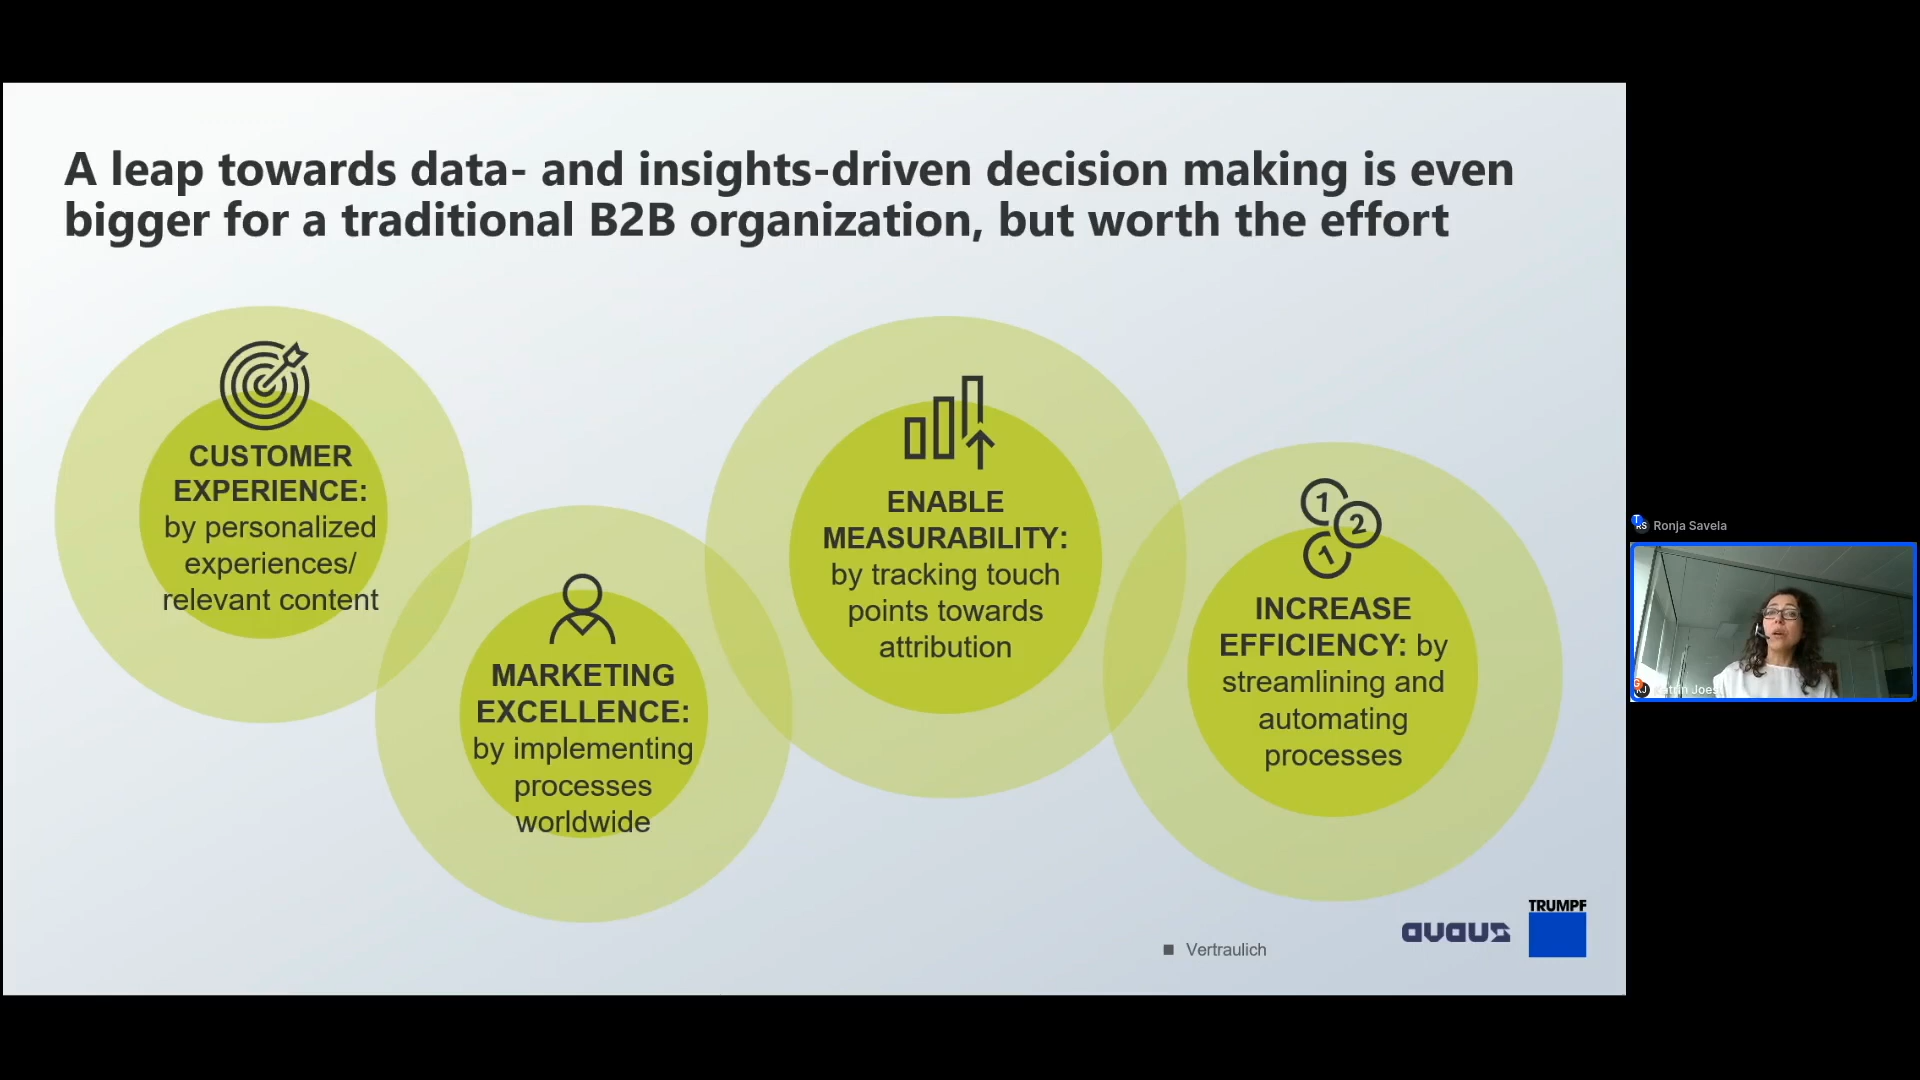 A leap towards data- and insights-driven decision making is even
bigger for a traditional B2B organization, but worth the effort
CUSTOMER
EXPERIENCE:
by personalized
experiences/
relevant content
MARKETING
EXCELLENCE:
by implementing
processes
worldwide
ENABLE
MEASURABILITY:
by tracking touch
points towards
attribution
1
2
1
INCREASE
EFFICIENCY: by
streamlining and
automating
processes
Vertraulich
avaus
TRUMPF
Ronja Savela